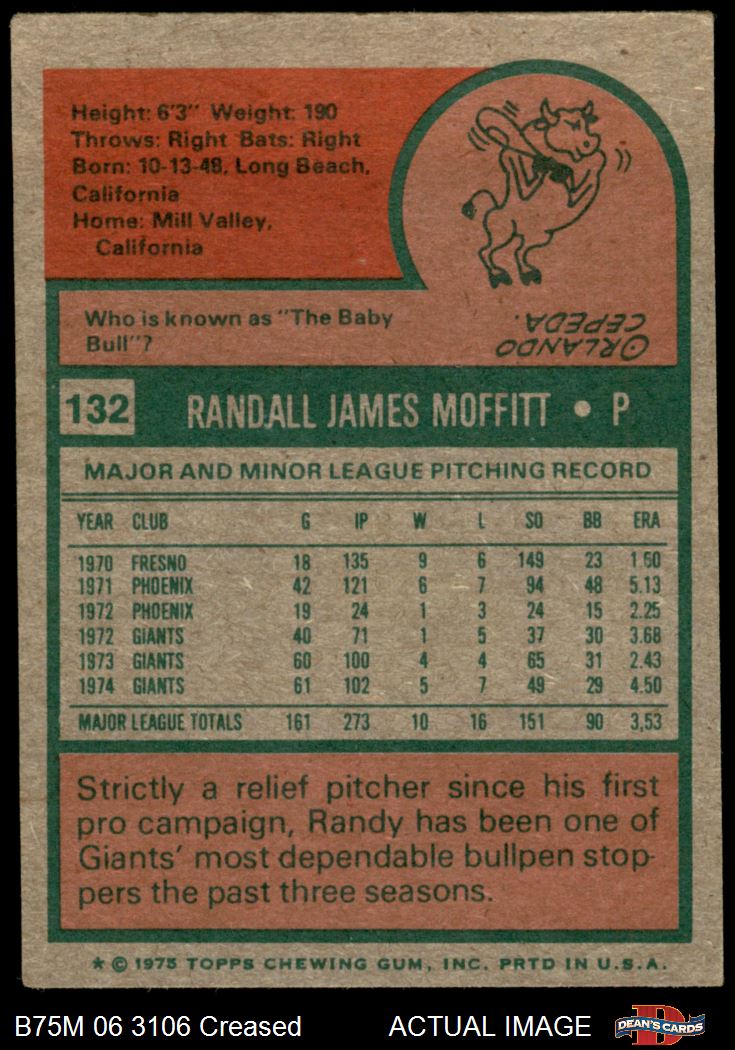 Height: 6'3" Weight: 190
Throws: Right Bats: Right
Born: 10-13-48, Long Beach,
California
Home: Mill Valley,
California
Who is known as "The Baby
Bull"?
ORLANDO
CEPEDA.
132 RANDALL JAMES MOFFITT • P
MAJOR AND MINOR LEAGUE PITCHING RECORD
YEAR CLUB G IP W L SO BB ERA
1970 FRESNO 18 135 9 6 149 23 1.60
1971 PHOENIX 42 121 6 7 94 48 5.13
1972 PHOENIX 19 24 1 3 24 15 2.25
1972 GIANTS 40 71 1 5 37 30 3.68
1973 GIANTS 60 100 4 4 65 31 2.43
1974 GIANTS 61 102 5 7 49 29 4.50
MAJOR LEAGUE TOTALS 161 273 10 16 151 90 3,53
Strictly a relief pitcher since his first
pro campaign, Randy has been one of
Giants' most dependable bullpen stop-
pers the past three seasons.
* © 1975 TOPPS CHEWING GUM, INC. PRTD IN U.S.A.
B75M 06 3106 Creased ACTUAL IMAGE D DEAN'S CARDS